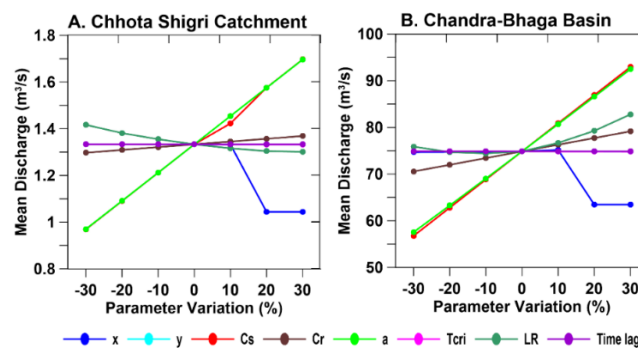 A. Chhota Shigri Catchment
Mean Discharge (m³/s)
1.8
1.6
1.4
1.2
1
0.8
-30 -20 -10 0 10 20 30
Parameter Variation (%)
B. Chandra-Bhaga Basin
Mean Discharge (m³/s)
100
90
80
70
60
50
-30 -20 -10 0 10 20 30
Parameter Variation (%)
x y Cs Cr a Tcri LR Time lag